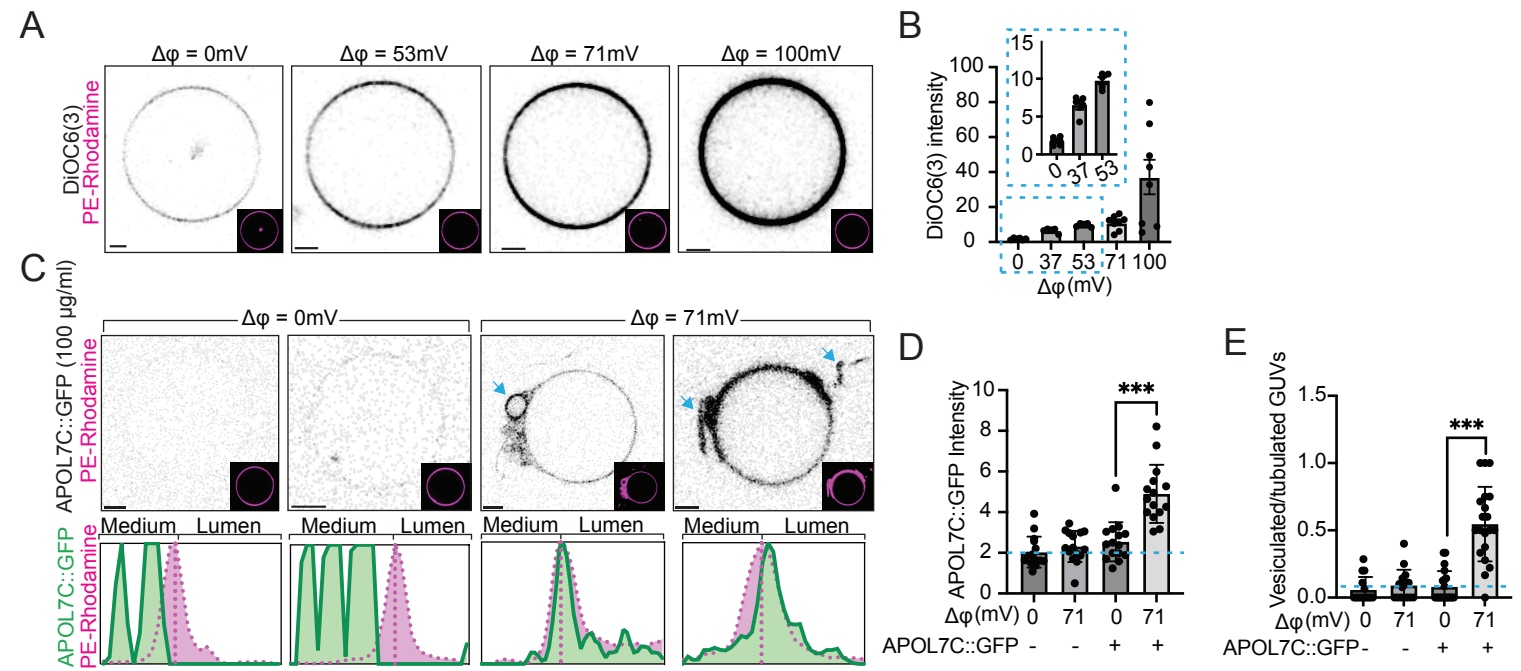 A
Δφ = 0mV
Δφ = 53mV
Δφ = 71mV
Δφ = 100mV
DiOC6(3)
PE-Rhodamine
B
DiOC6(3) intensity
100
80
60
40
20
0
15
10
5
0
0
37
53
0
37
53
71
100
Δφ (mV)
C
APOL7C::GFP (100 µg/ml)
PE-Rhodamine
Δφ = 0mV
Δφ = 71mV
Medium
Lumen
Medium
Lumen
Medium
Lumen
Medium
Lumen
APOL7C::GFP
PE-Rhodamine
D
APOL7C::GFP Intensity
10
8
6
4
2
0
***
Δφ (mV) 0 71 0 71
APOL7C::GFP - - + +
E
Vesiculated/tubulated GUVs
1.5
1.0
0.5
0.0
***
Δφ (mV) 0 71 0 71
APOL7C::GFP - - + +